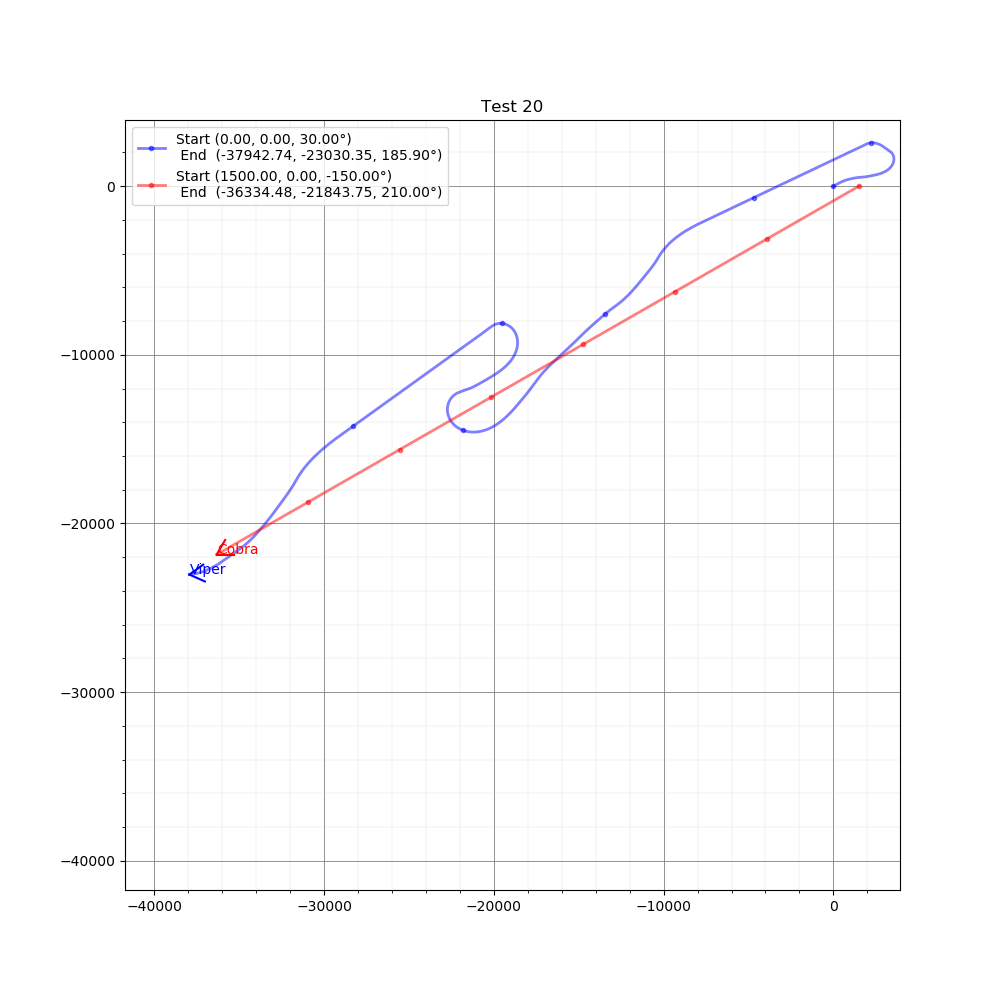 Test 20
Start (0.00, 0.00, 30.00°)
End  (-37942.74, -23030.35, 185.90°)
Start (1500.00, 0.00, -150.00°)
End  (-36334.48, -21843.75, 210.00°)
0
−10000
−20000
−30000
−40000
Cobra
Viper
−40000
−30000
−20000
−10000
0